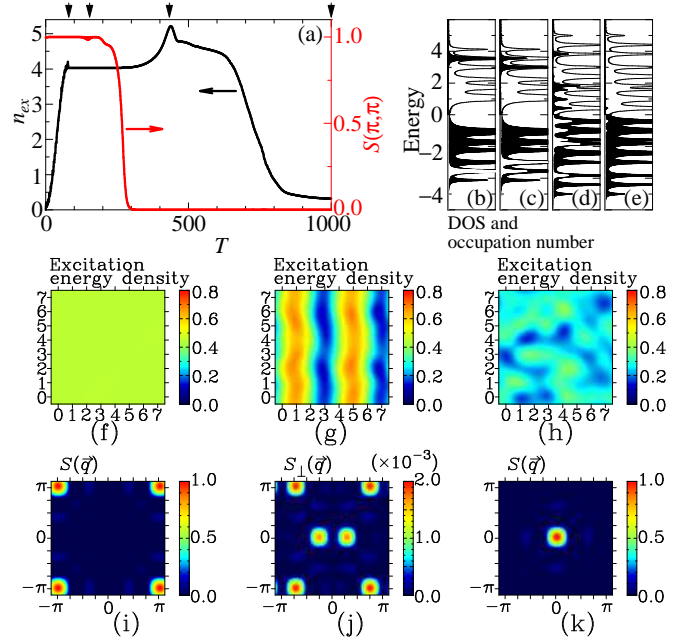 (a)
n_ex
5
4
3
2
1
0
1.0
0.5
0.0
S(π,π)
0
500
1000
T
Energy
4
2
0
−2
−4
(b) (c) (d) (e)
DOS and
occupation number
Excitation
energy density
7
6
5
4
3
2
1
0
0 1 2 3 4 5 6 7
0.8
0.6
0.4
0.2
0.0
(f)
Excitation
energy density
7
6
5
4
3
2
1
0
0 1 2 3 4 5 6 7
0.8
0.6
0.4
0.2
0.0
(g)
Excitation
energy density
7
6
5
4
3
2
1
0
0 1 2 3 4 5 6 7
0.8
0.6
0.4
0.2
0.0
(h)
S(q⃗)
π
0
−π
−π 0 π
1.0
0.5
0.0
(i)
S⊥(q⃗) (×10⁻³)
π
0
−π
−π 0 π
2.0
1.0
0.0
(j)
S(q⃗)
π
0
−π
−π 0 π
1.0
0.5
0.0
(k)